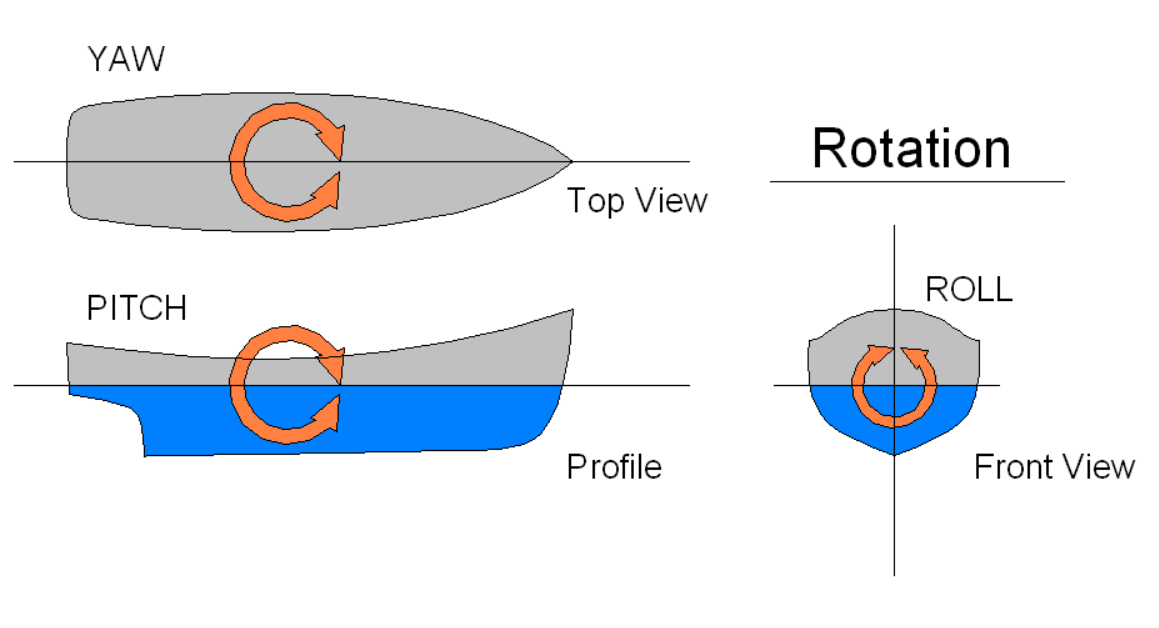 YAW
Top View
Rotation
PITCH
Profile
ROLL
Front View